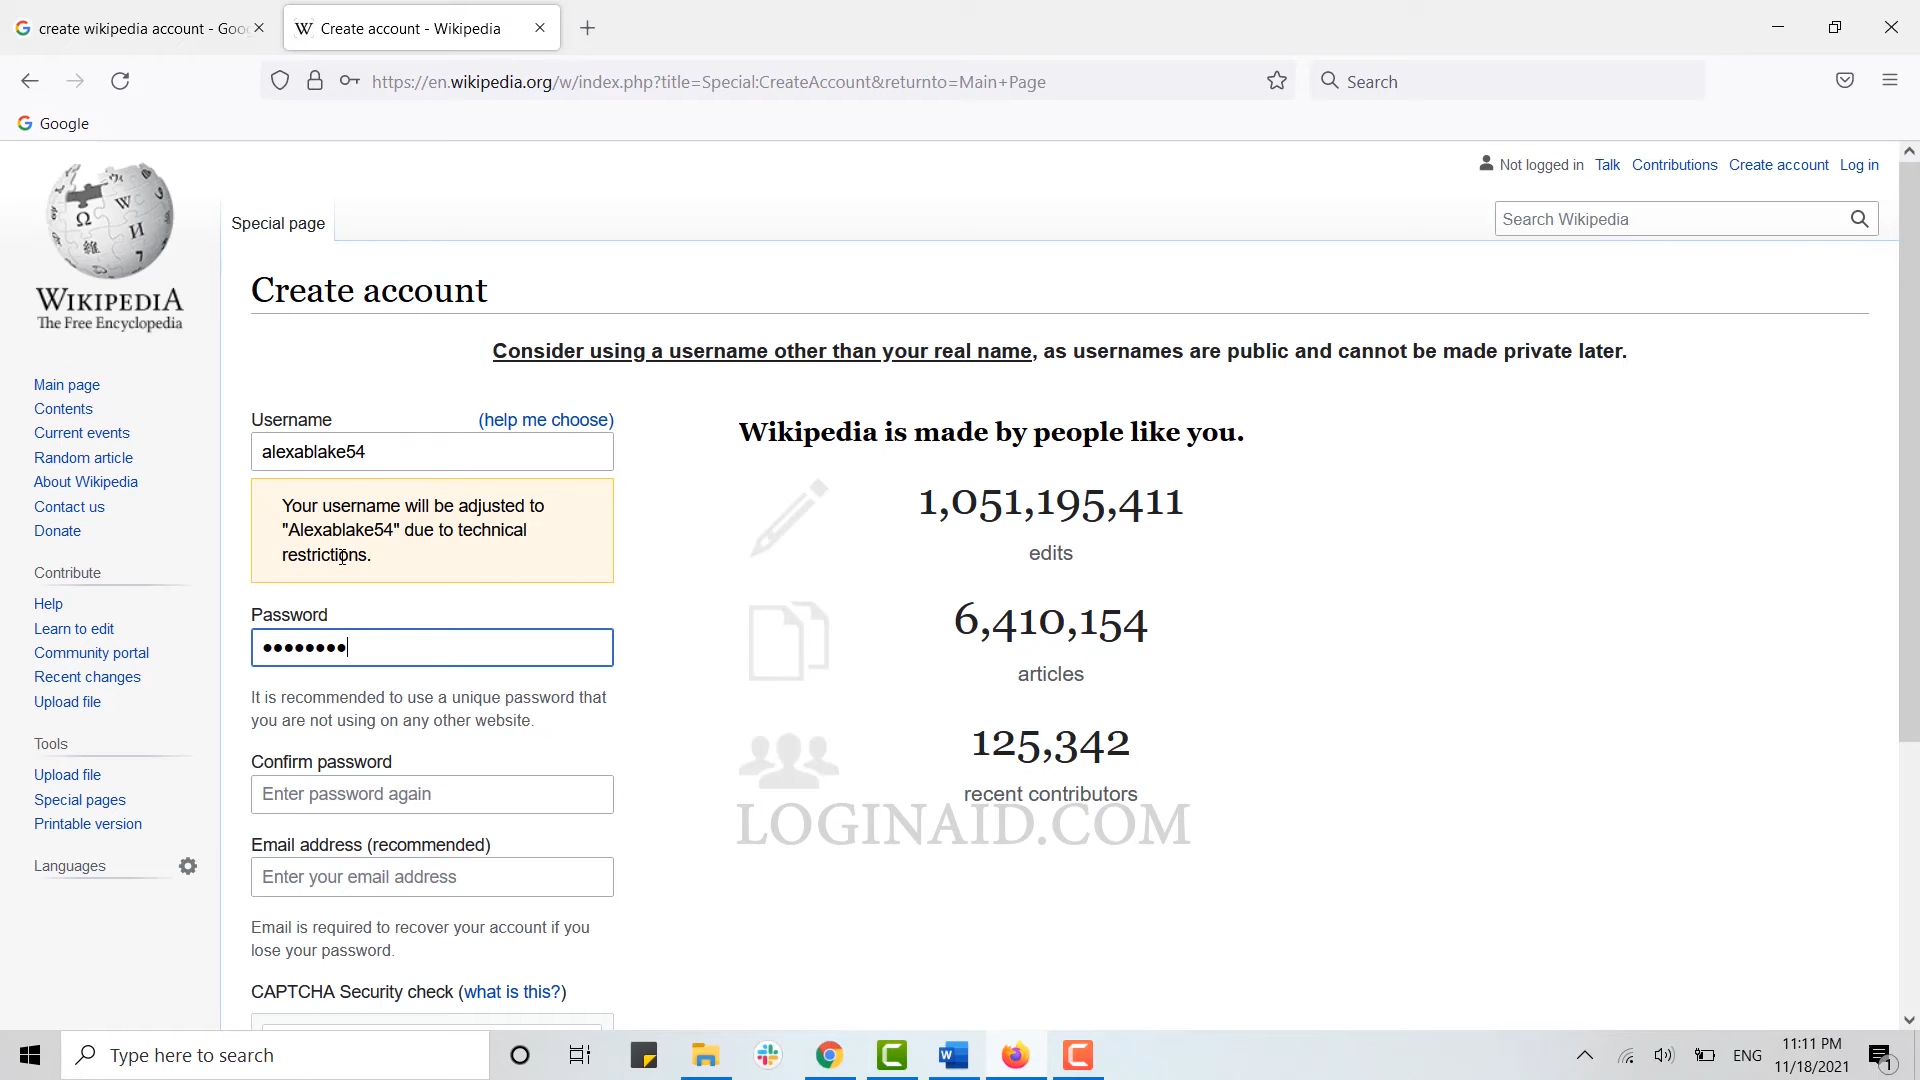 create wikipedia account - Goo
Create account - Wikipedia
https://en.wikipedia.org/w/index.php?title=Special:CreateAccount&returnto=Main+Page
Search
Google
WIKIPEDIA
The Free Encyclopedia
Not logged in Talk Contributions Create account Log in
Special page
Search Wikipedia
Create account
Consider using a username other than your real name, as usernames are public and cannot be made private later.
Main page
Contents
Current events
Random article
About Wikipedia
Contact us
Donate
Contribute
Help
Learn to edit
Community portal
Recent changes
Upload file
Tools
Upload file
Special pages
Printable version
Languages
Username (help me choose)
alexablake54
Your username will be adjusted to
"Alexablake54" due to technical
restrictions.
Password
••••••••
It is recommended to use a unique password that
you are not using on any other website.
Confirm password
Enter password again
Email address (recommended)
Enter your email address
Email is required to recover your account if you
lose your password.
CAPTCHA Security check (what is this?)
Wikipedia is made by people like you.
1,051,195,411
edits
6,410,154
articles
125,342
recent contributors
LOGINAID.COM
Type here to search
ENG
11:11 PM
11/18/2021
1